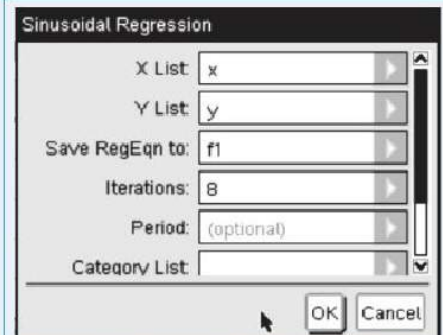 Sinusoidal Regression
X List: x
Y List: y
Save RegEqn to: f1
Iterations: 8
Period: (optional)
Category List:
OK Cancel